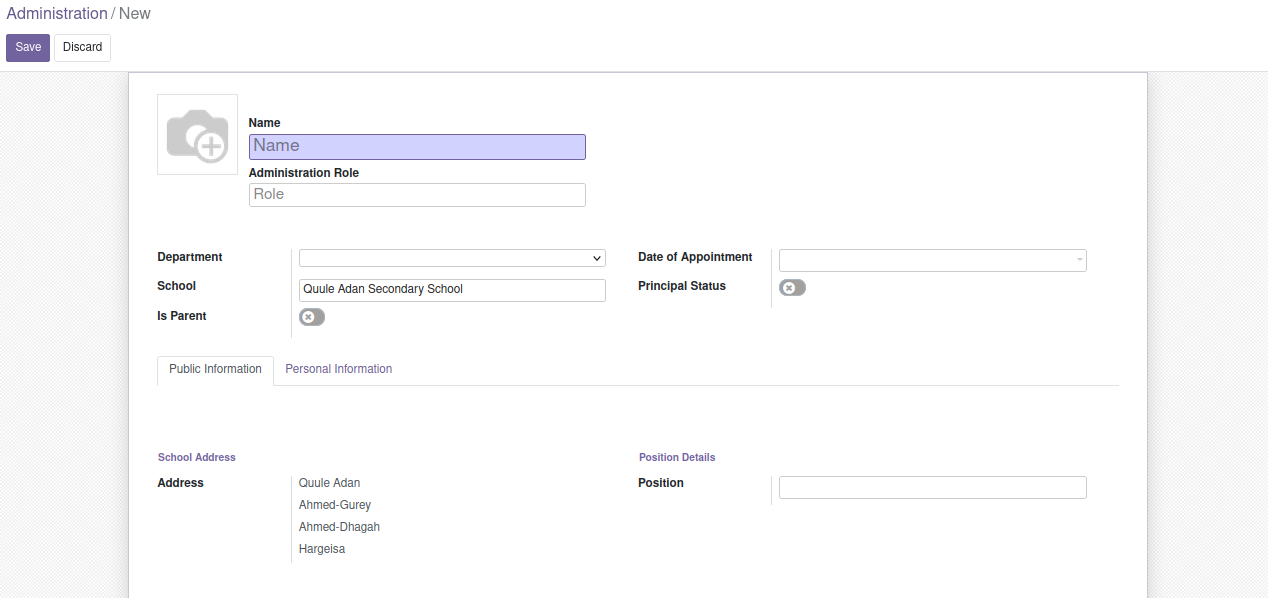 Administration / New
Save Discard
Name
Name
Administration Role
Role
Department
School Quule Adan Secondary School
Is Parent
Date of Appointment
Principal Status
Public Information Personal Information
School Address
Address Quule Adan
Ahmed-Gurey
Ahmed-Dhagah
Hargeisa
Position Details
Position